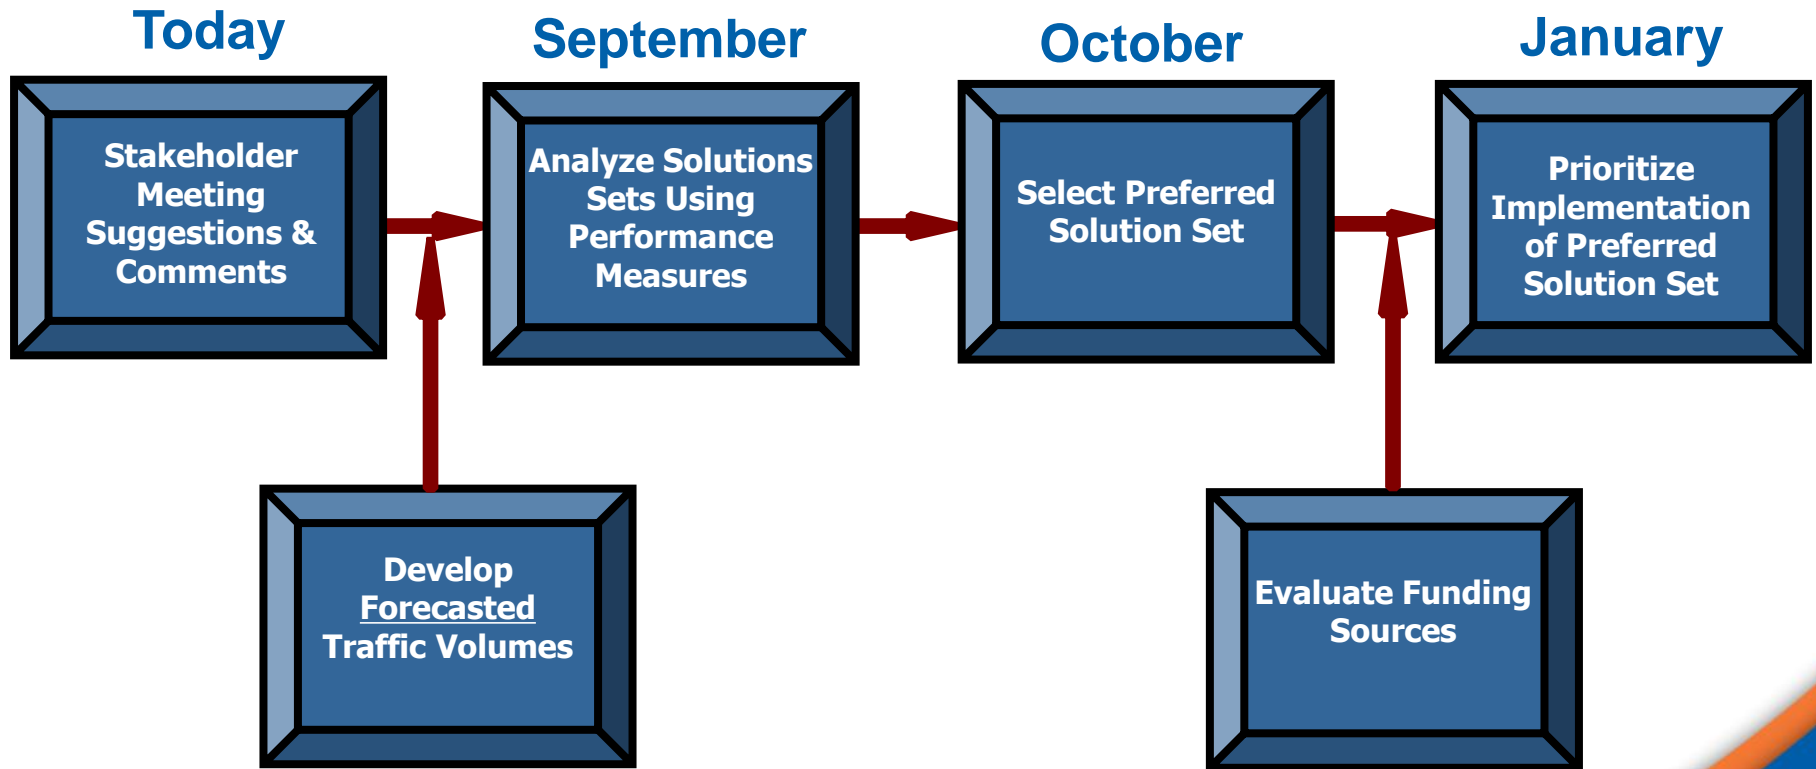 Today
September
October
January
Stakeholder
Meeting
Suggestions &
Comments
Analyze Solutions
Sets Using
Performance
Measures
Select Preferred
Solution Set
Prioritize
Implementation
of Preferred
Solution Set
Develop
Forecasted
Traffic Volumes
Evaluate Funding
Sources